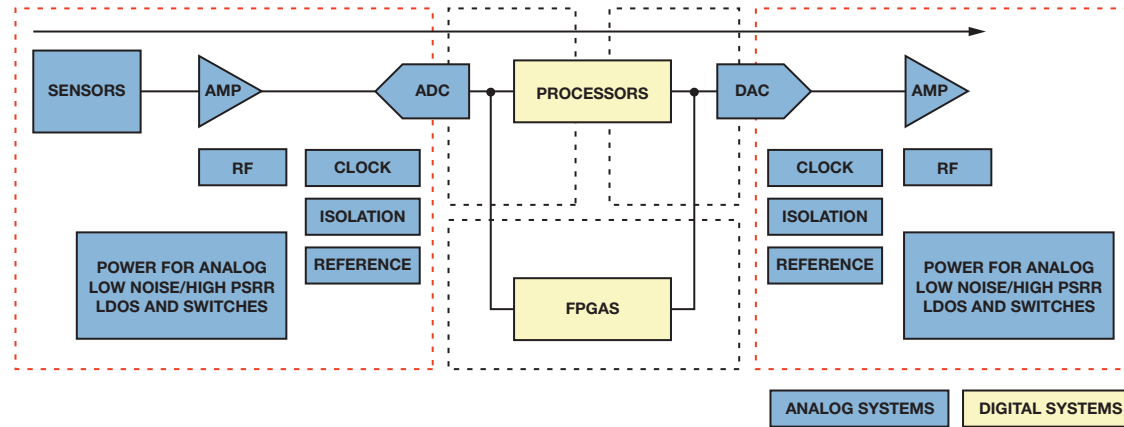 SENSORS
AMP
ADC
PROCESSORS
DAC
AMP
RF
CLOCK
CLOCK
RF
ISOLATION
ISOLATION
REFERENCE
REFERENCE
POWER FOR ANALOG
LOW NOISE/HIGH PSRR
LDOS AND SWITCHES
FPGAS
POWER FOR ANALOG
LOW NOISE/HIGH PSRR
LDOS AND SWITCHES
ANALOG SYSTEMS
DIGITAL SYSTEMS